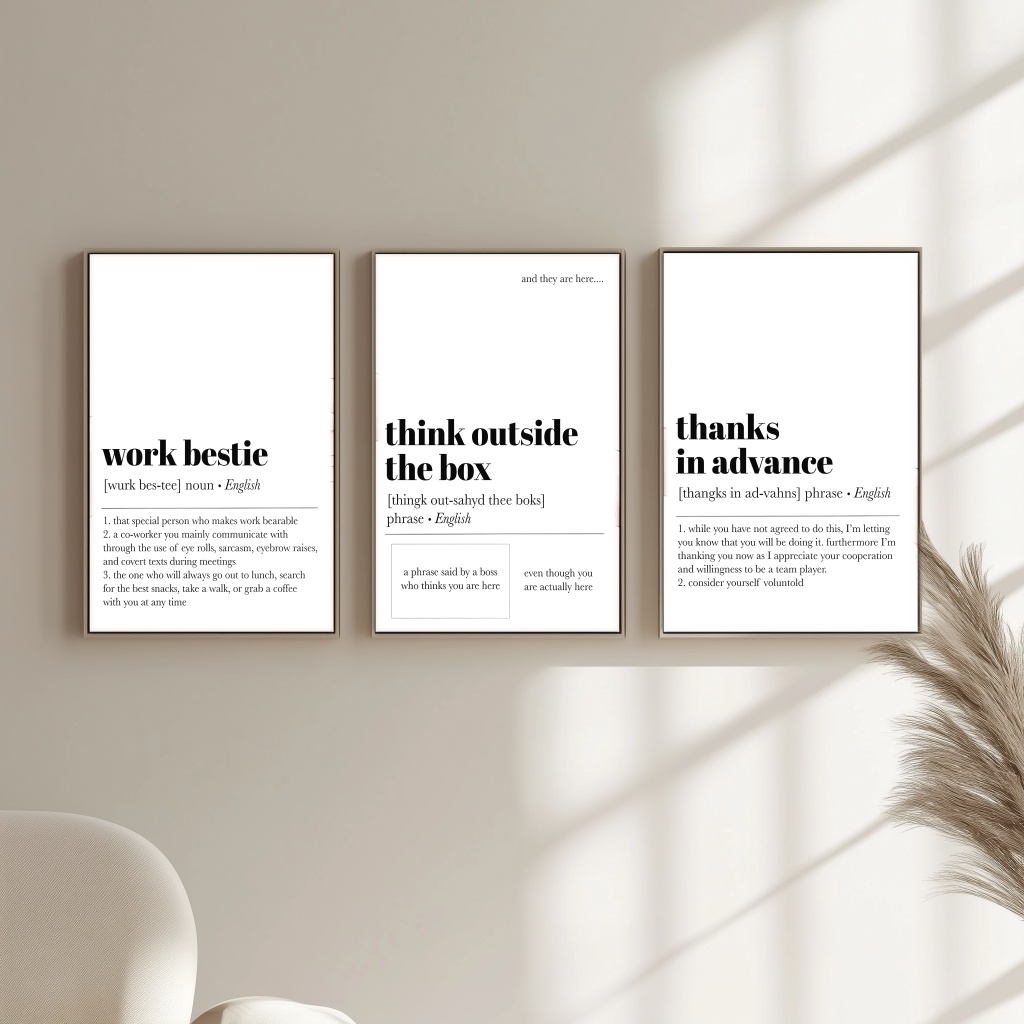 work bestie
[wurk bes-tee] noun • English
1. that special person who makes work bearable
2. a co-worker you mainly communicate with
through the use of eye rolls, sarcasm, eyebrow raises,
and covert texts during meetings
3. the one who will always go out to lunch, search
for the best snacks, take a walk, or grab a coffee
with you at any time
and they are here....
think outside
the box
[thingk out-sahyd thee boks]
phrase • English
a phrase said by a boss
who thinks you are here
even though you
are actually here
thanks
in advance
[thangks in ad-vahns] phrase • English
1. while you have not agreed to do this, I'm letting
you know that you will be doing it. furthermore I'm
thanking you now as I appreciate your cooperation
and willingness to be a team player.
2. consider yourself voluntold